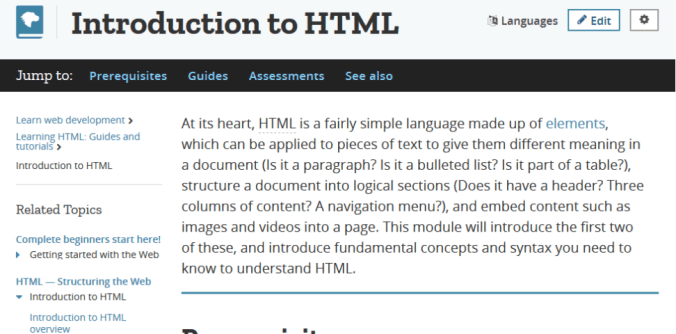 Introduction to HTML
Languages
Edit
Jump to: Prerequisites Guides Assessments See also
Learn web development
Learning HTML: Guides and
tutorials
Introduction to HTML
Related Topics
Complete beginners start here!
Getting started with the Web
HTML — Structuring the Web
Introduction to HTML
Introduction to HTML
overview
At its heart, HTML is a fairly simple language made up of elements,
which can be applied to pieces of text to give them different meaning in
a document (Is it a paragraph? Is it a bulleted list? Is it part of a table?),
structure a document into logical sections (Does it have a header? Three
columns of content? A navigation menu?), and embed content such as
images and videos into a page. This module will introduce the first two
of these, and introduce fundamental concepts and syntax you need to
know to understand HTML.